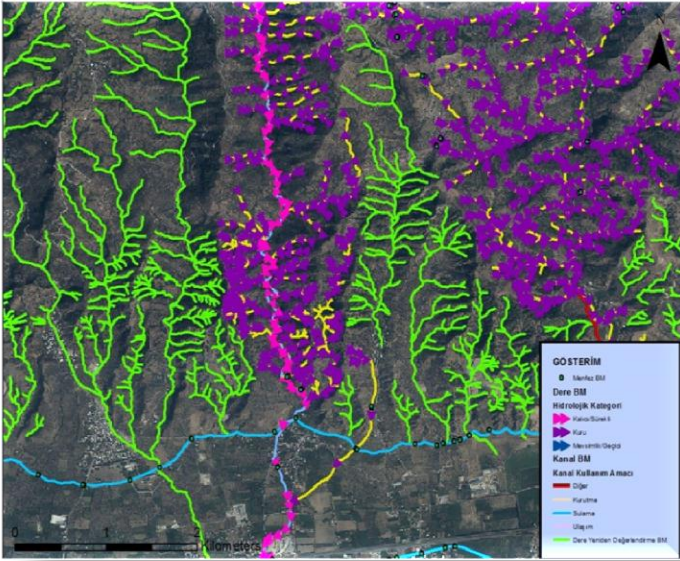 N
GÖSTERİM
Menfez BM
Dere BM
Hidrolojik Kategori
Kalıcı/Sürekli
Kuru
Mevsimlik/Geçici
Kanal BM
Kanal Kullanım Amacı
Diğer
Kurutma
Sulama
Ulaşım
Dere Yeniden Değerlendirme BM
0 1 2
Kilometers